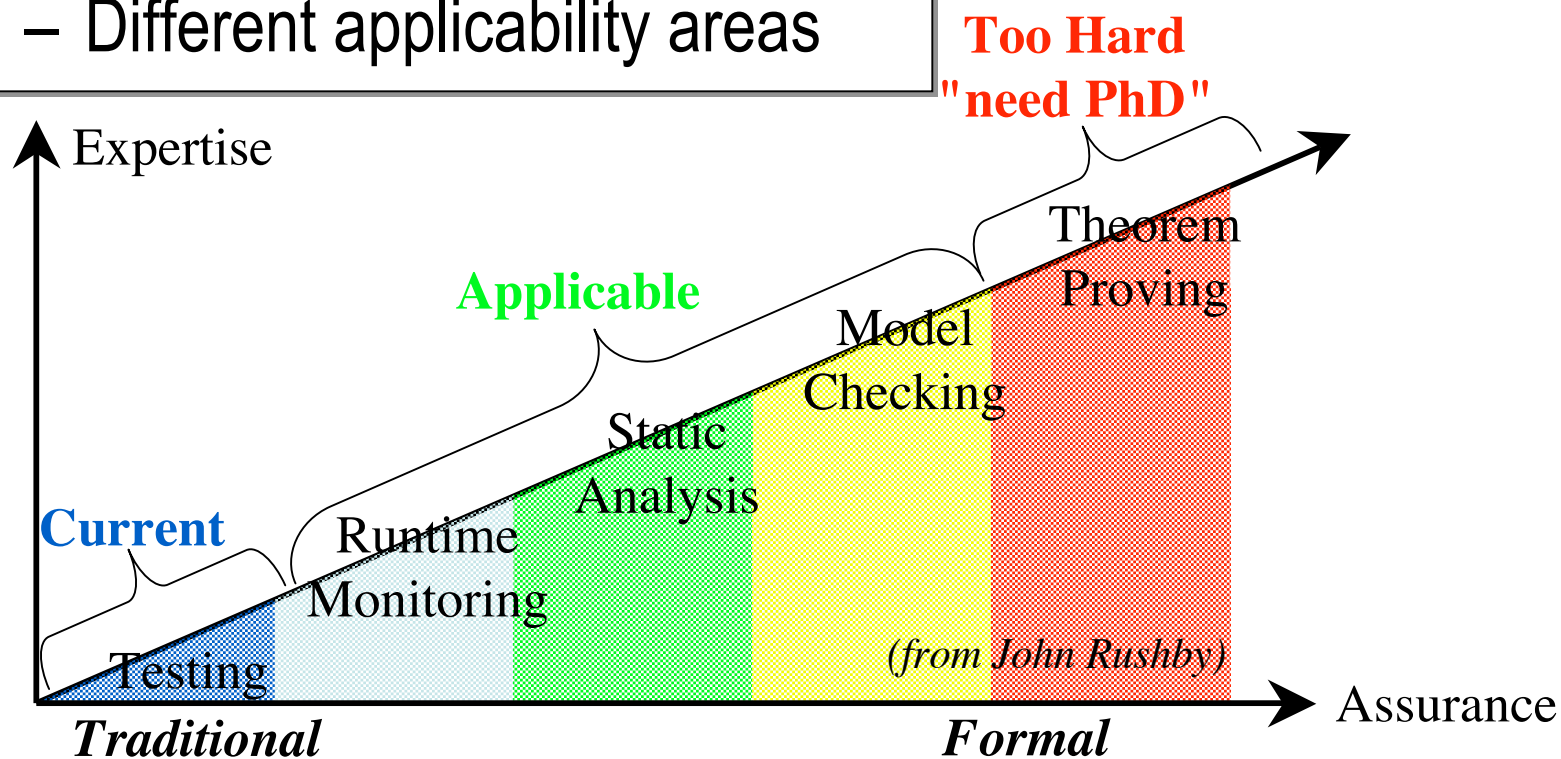 – Different applicability areas
Too Hard
"need PhD"
Expertise
Theorem
Proving
Applicable
Model
Checking
Static
Analysis
Current
Runtime
Monitoring
(from John Rushby)
Testing
Assurance
Traditional
Formal